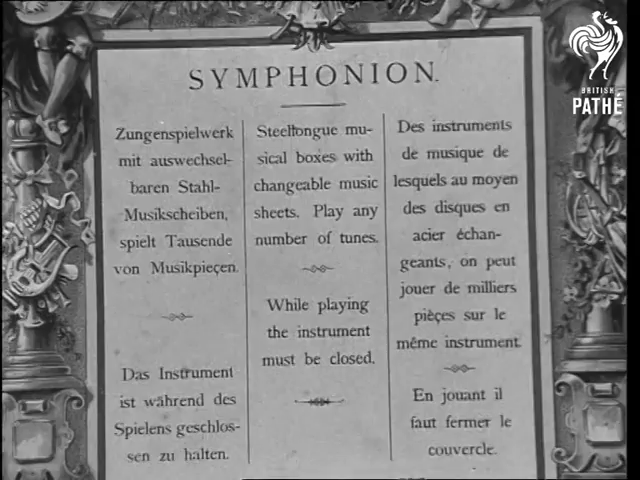 BRITISH
PATHÉ
SYMPHONION.
Zungenspielwerk
mit auswechsel-
baren Stahl-
Musikscheiben,
spielt Tausende
von Musikpieçen.
Das Instrument
ist während des
Spielens geschlos-
sen zu halten.
Steeltongue mu-
sical boxes with
changeable music
sheets. Play any
number of tunes.
While playing
the instrument
must be closed.
Des instruments
de musique de
lesquels au moyen
des disques en
acier échan-
geants, on peut
jouer de milliers
pièçes sur le
même instrument.
En jouant il
faut fermer le
couvercle.